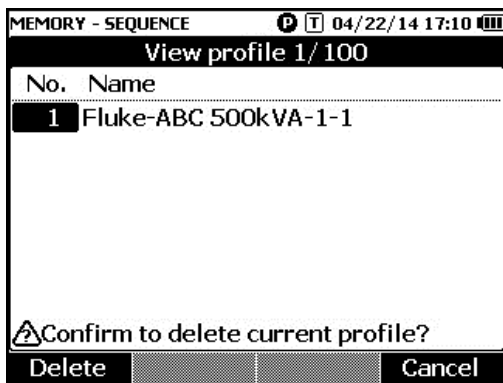 MEMORY - SEQUENCE P T 04/22/14 17:10
View profile 1/100
No. Name
1 Fluke-ABC 500kVA-1-1
Confirm to delete current profile?
Delete Cancel